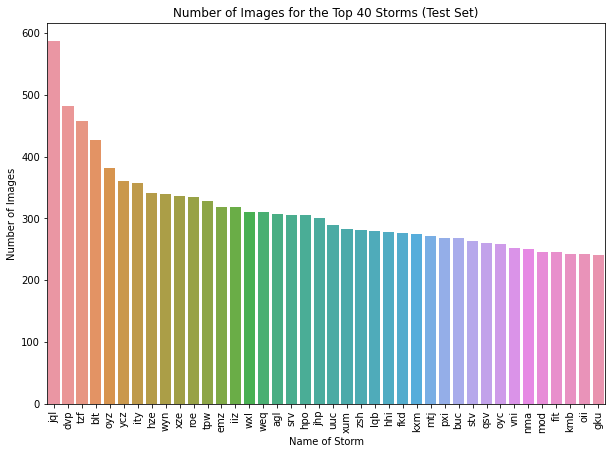 Number of Images for the Top 40 Storms (Test Set)
600
500
400
300
200
100
0
Number of Images
jql dvp tzf blt oyz ycz ity hze wyn xze roe tpw emz iiz wxl weq agl srv hpo jhp uuc xum zsh lqb hhi fkd kxm mtj pxi buc stv qsv oyc vni nma mod fit kmb oii gku
Name of Storm